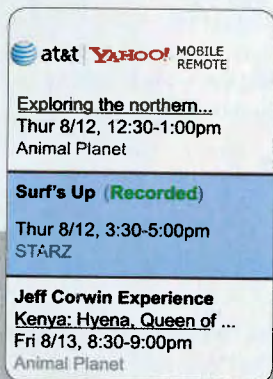 at&t YAHOO! MOBILE REMOTE
Exploring the northern...
Thur 8/12, 12:30-1:00pm
Animal Planet
Surf's Up (Recorded)
Thur 8/12, 3:30-5:00pm
STARZ
Jeff Corwin Experience
Kenya: Hyena, Queen of ...
Fri 8/13, 8:30-9:00pm
Animal Planet